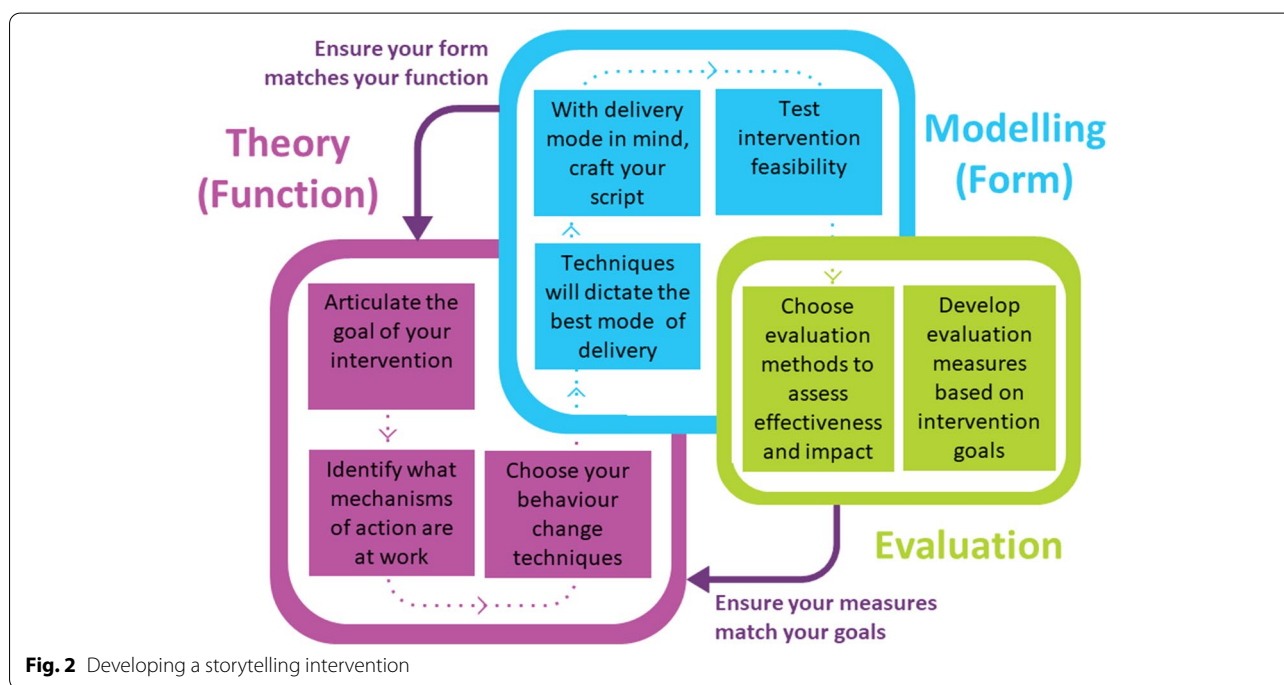 Ensure your form
matches your function
Theory
(Function)
Articulate the
goal of your
intervention
Identify what
mechanisms
of action are
at work
Choose your
behaviour
change
techniques
Techniques
will dictate the
best mode of
delivery
With delivery
mode in mind,
craft your
script
Test
intervention
feasibility
Modelling
(Form)
Choose
evaluation
methods to
assess
effectiveness
and impact
Develop
evaluation
measures
based on
intervention
goals
Evaluation
Ensure your measures
match your goals
Fig. 2 Developing a storytelling intervention